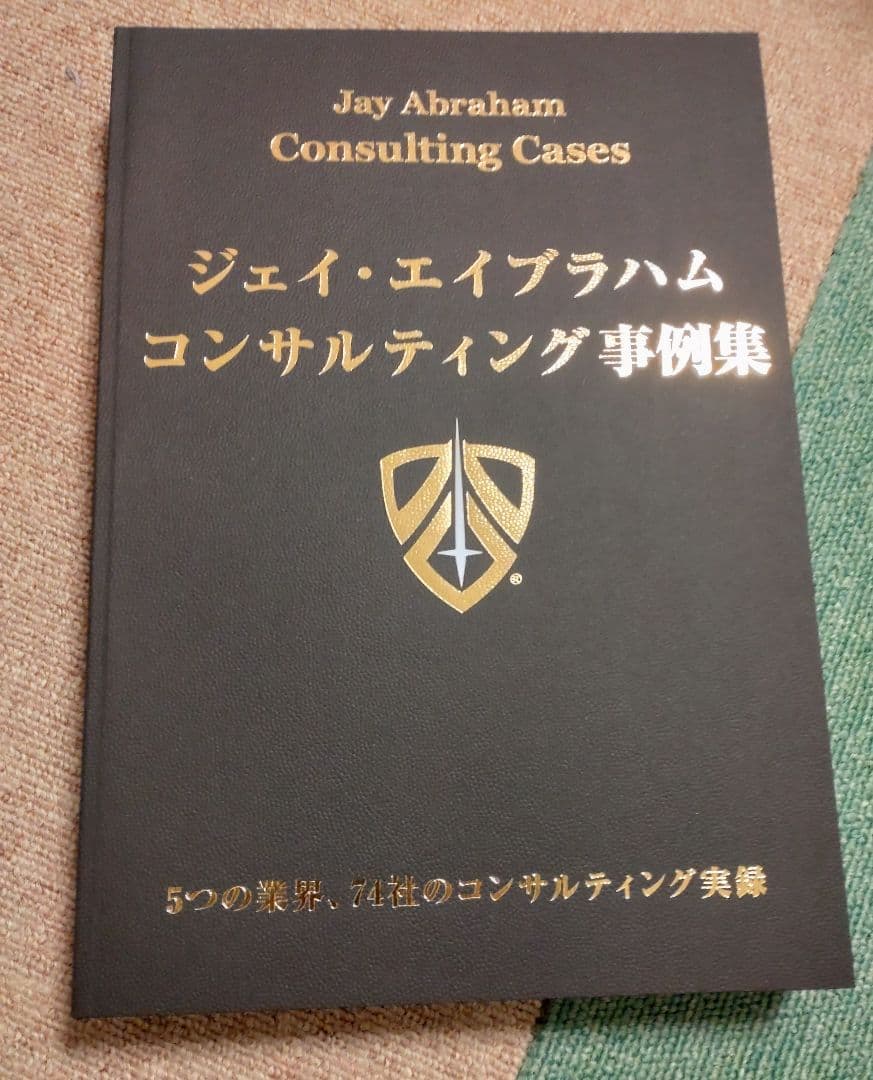 Jay Abraham
Consulting Cases
ジェイ・エイブラハム
コンサルティング事例集
®
5つの業界、74社のコンサルティング実録